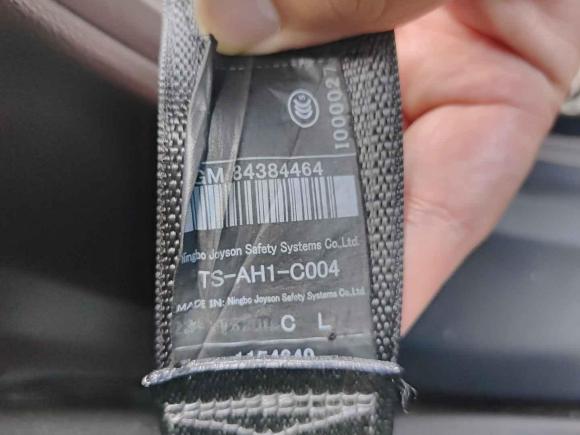 I000027
GM 84384464
Ningbo Joyson Safety Systems Co.,Ltd.
TS-AH1-C004
MADE IN: Ningbo Joyson Safety Systems Co.,Ltd.
C L